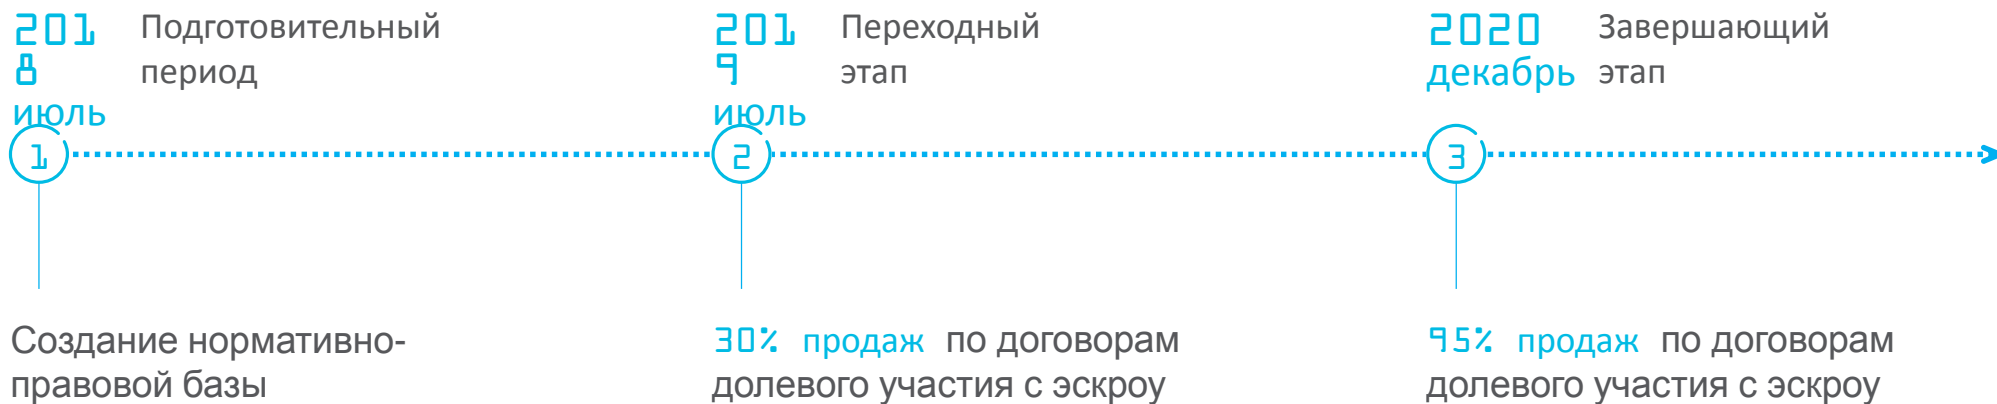 2018 июль
Подготовительный
период
1
Создание нормативно-
правовой базы
2019 июль
Переходный
этап
2
30% продаж по договорам
долевого участия с эскроу
2020
декабрь
Завершающий
этап
3
95% продаж по договорам
долевого участия с эскроу